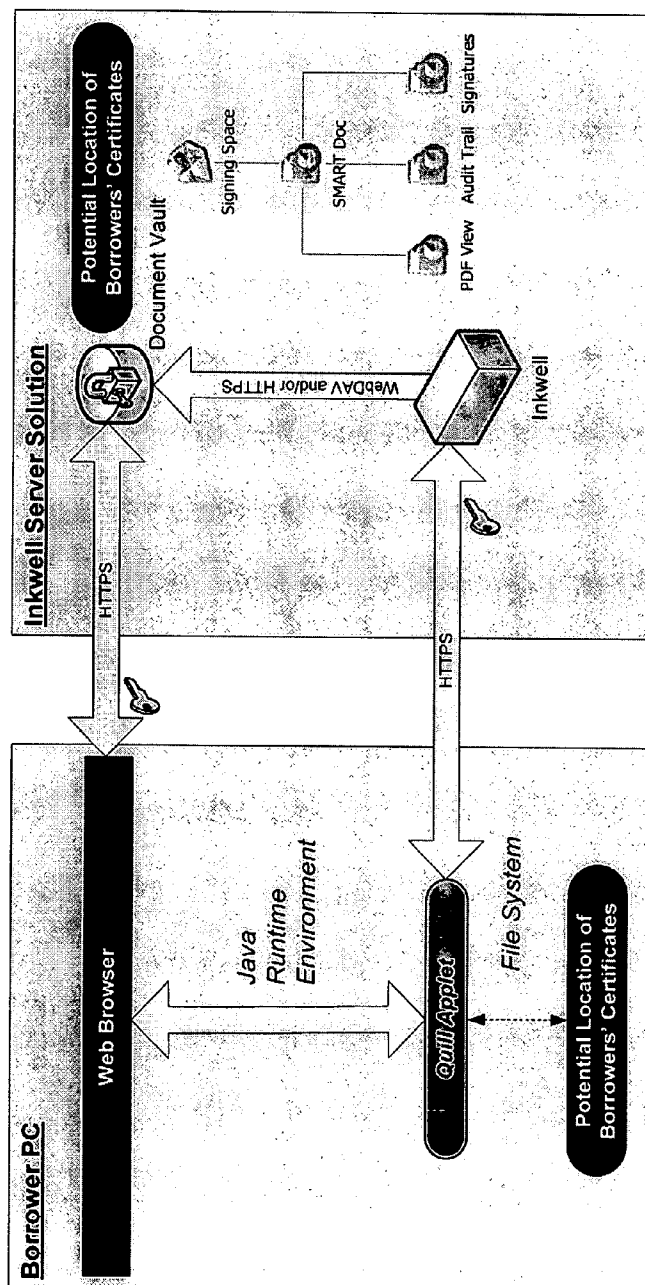 Borrower PC
Web Browser
Java
Runtime
Environment
Quill Applet
File System
Potential Location of
Borrowers' Certificates
HTTPS
HTTPS
Inkwell Server Solution
Potential Location of
Borrowers' Certificates
Document Vault
WebDAV and/or HTTPS
Inkwell
Signing Space
SMART Doc
PDF View
Audit Trail
Signatures